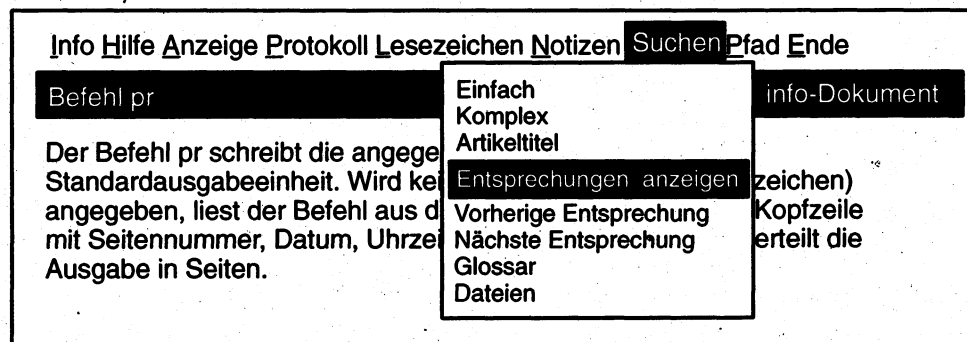 Info Hilfe Anzeige Protokoll Lesezeichen Notizen Suchen Pfad Ende
Befehl pr info-Dokument
Einfach
Komplex
Artikeltitel
Entsprechungen anzeigen
Vorherige Entsprechung
Nächste Entsprechung
Glossar
Dateien
Der Befehl pr schreibt die angege
Standardausgabeeinheit. Wird kei zeichen)
angegeben, liest der Befehl aus d Kopfzeile
mit Seitennummer, Datum, Uhrzei erteilt die
Ausgabe in Seiten.